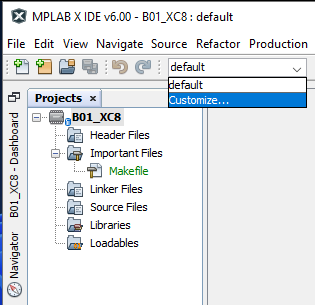 MPLAB X IDE v6.00 - B01_XC8 : default
File Edit View Navigate Source Refactor Production
default
default
Customize...
Projects ×
B01_XC8
Header Files
Important Files
Makefile
Linker Files
Source Files
Libraries
Loadables
B01_XC8 - Dashboard
Navigator